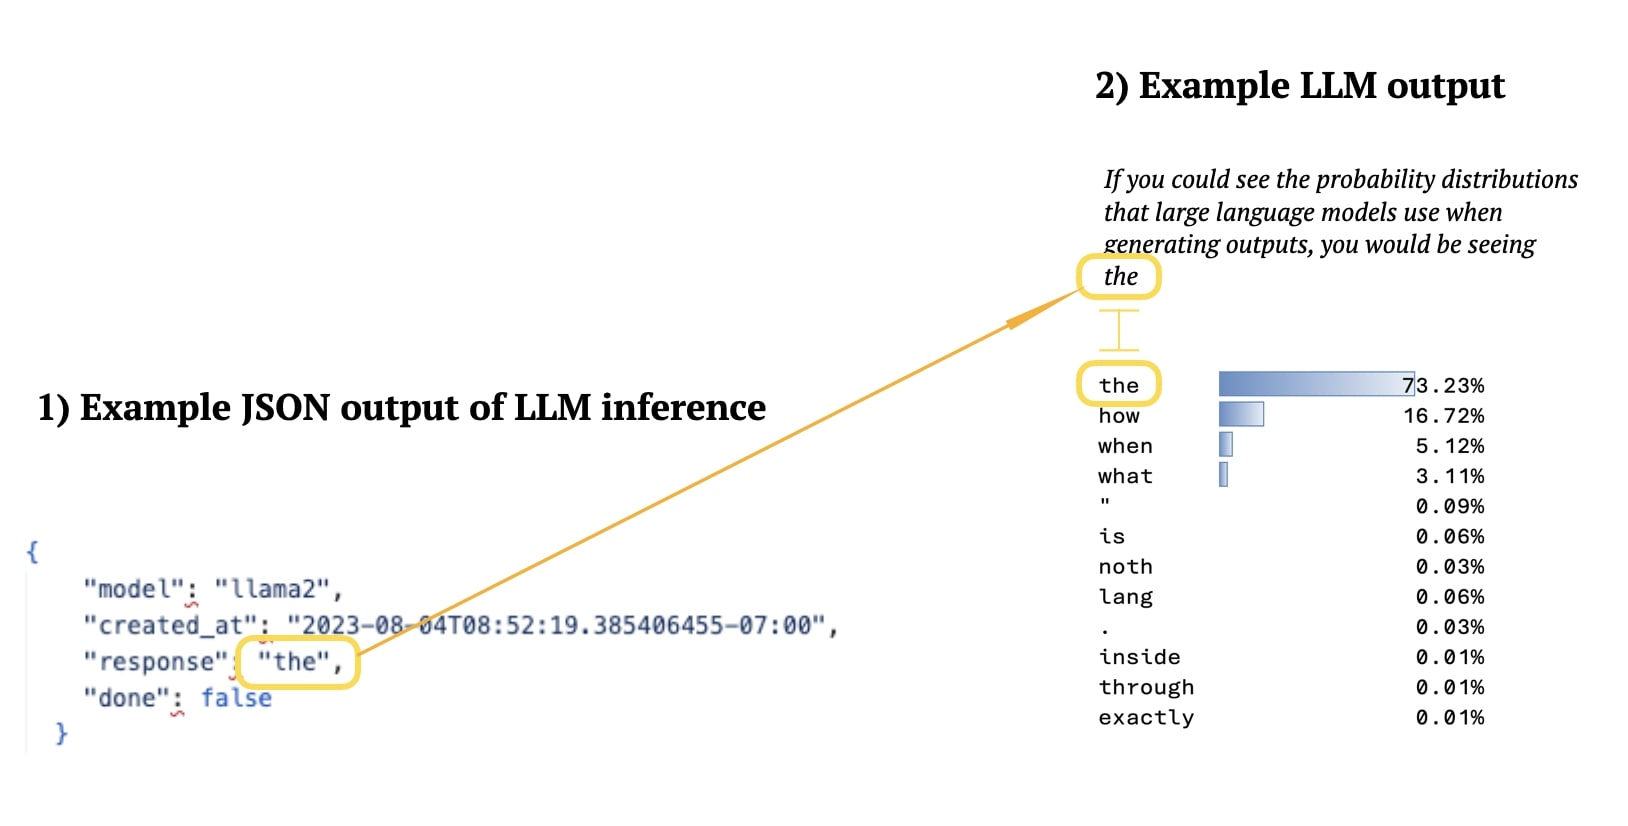 2) Example LLM output
If you could see the probability distributions
that large language models use when
generating outputs, you would be seeing
the
the 73.23%
how 16.72%
when 5.12%
what 3.11%
" 0.09%
is 0.06%
noth 0.03%
lang 0.06%
. 0.03%
inside 0.01%
through 0.01%
exactly 0.01%
1) Example JSON output of LLM inference
{
"model": "llama2",
"created_at": "2023-08-04T08:52:19.385406455-07:00",
"response": "the",
"done": false
}